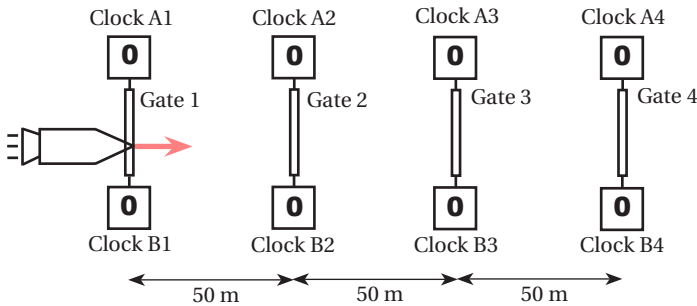 Clock A1 Clock A2 Clock A3 Clock A4
0 0 0 0
Gate 1 Gate 2 Gate 3 Gate 4
0 0 0 0
Clock B1 Clock B2 Clock B3 Clock B4
50 m 50 m 50 m